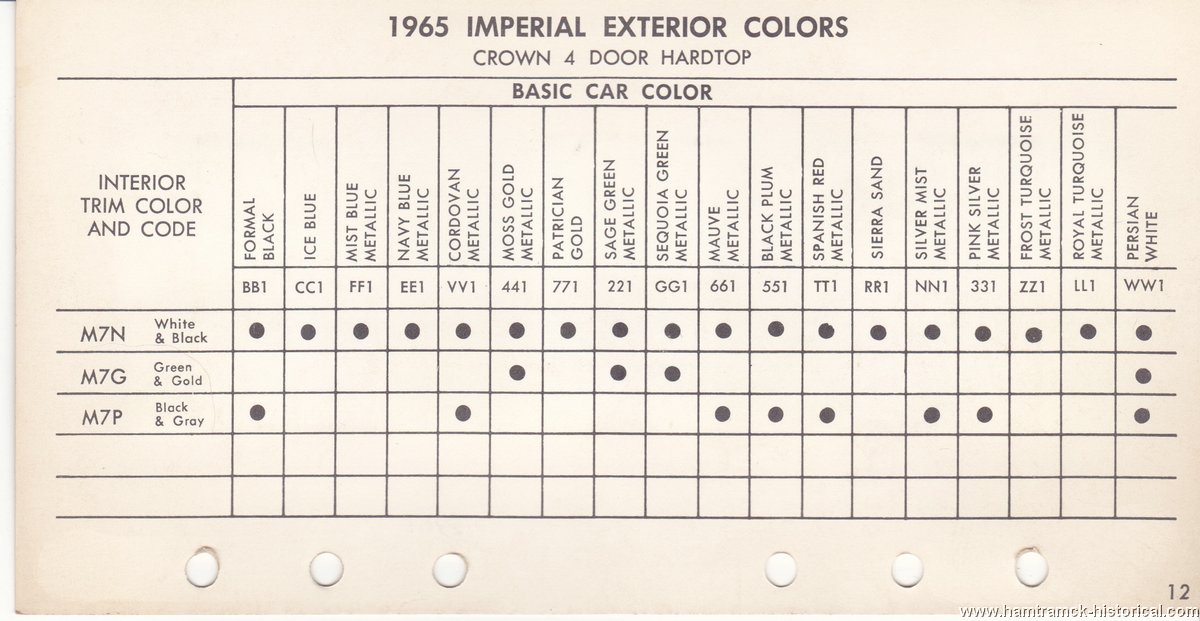 1965 IMPERIAL EXTERIOR COLORS
CROWN 4 DOOR HARDTOP
BASIC CAR COLOR
INTERIOR
TRIM COLOR
AND CODE
FORMAL
BLACK
ICE BLUE
MIST BLUE
METALLIC
NAVY BLUE
METALLIC
CORDOVAN
METALLIC
MOSS GOLD
METALLIC
PATRICIAN
GOLD
SAGE GREEN
METALLIC
SEQUOIA GREEN
METALLIC
MAUVE
METALLIC
BLACK PLUM
METALLIC
SPANISH RED
METALLIC
SIERRA SAND
SILVER MIST
METALLIC
PINK SILVER
METALLIC
FROST TURQUOISE
METALLIC
ROYAL TURQUOISE
METALLIC
PERSIAN
WHITE
BB1 CC1 FF1 EE1 VV1 441 771 221 GG1 661 551 TT1 RR1 NN1 331 ZZ1 LL1 WW1
M7N White
& Black
M7G Green
& Gold
M7P Black
& Gray
12
www.hamtramck-historical.com